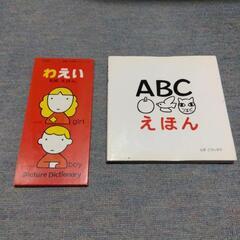 わえい
girl
boy
Picture Dictionary
ABC
えほん